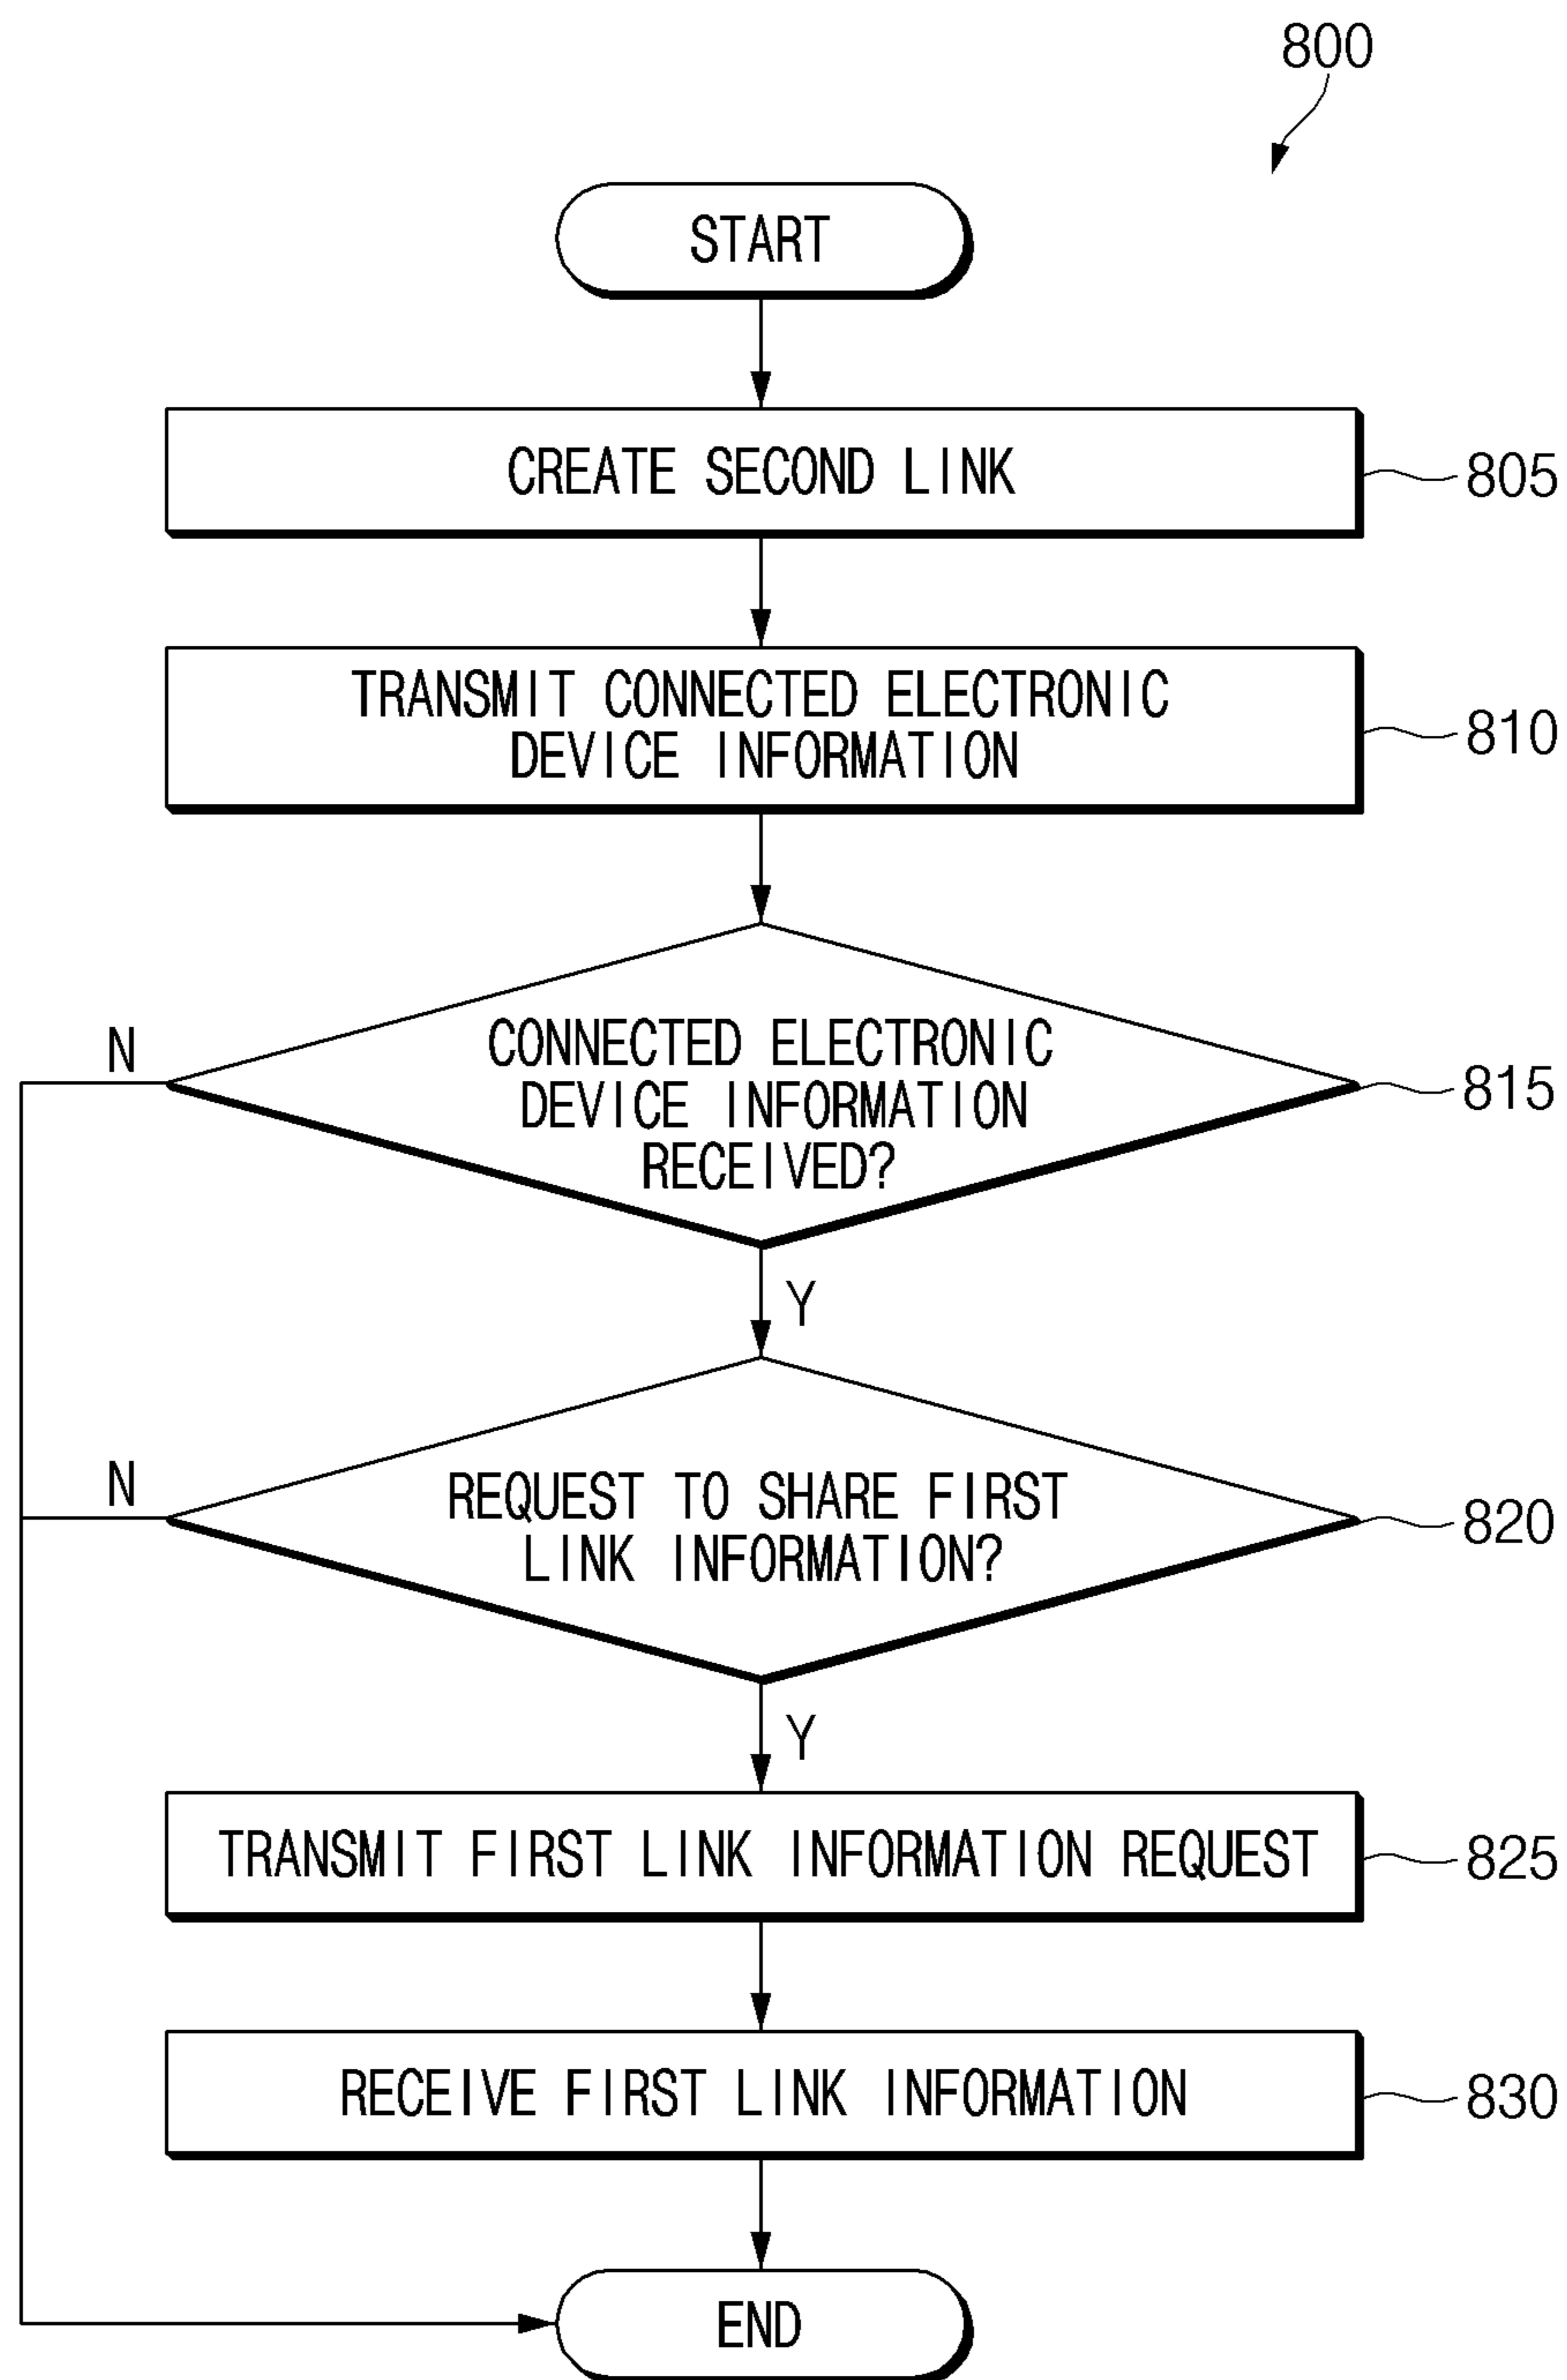 800
START
CREATE SECOND LINK
805
TRANSMIT CONNECTED ELECTRONIC
DEVICE INFORMATION
810
N
CONNECTED ELECTRONIC
DEVICE INFORMATION
RECEIVED?
815
Y
N
REQUEST TO SHARE FIRST
LINK INFORMATION?
820
Y
TRANSMIT FIRST LINK INFORMATION REQUEST
825
RECEIVE FIRST LINK INFORMATION
830
END